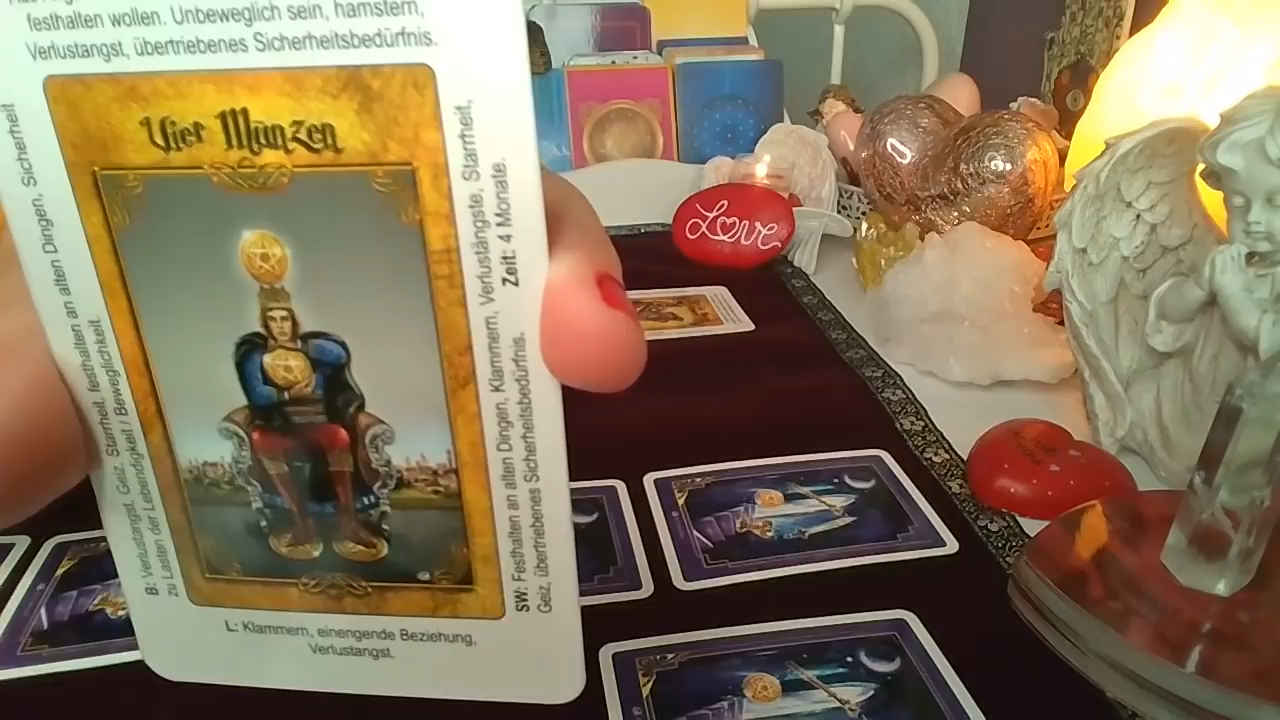 festhalten wollen. Unbeweglich sein, hamstern,
Verlustangst, übertriebenes Sicherheitsbedürfnis.
Vier Münzen
B: Verlustangst, Geiz, Starrheit, festhalten an alten Dingen, Sicherheit
zu Lasten der Lebendigkeit / Beweglichkeit.
SW: Festhalten an alten Dingen, Klammern, Verlustängste, Starrheit,
Geiz, übertriebenes Sicherheitsbedürfnis. Zeit: 4 Monate.
L: Klammern, einengende Beziehung,
Verlustangst.
Love